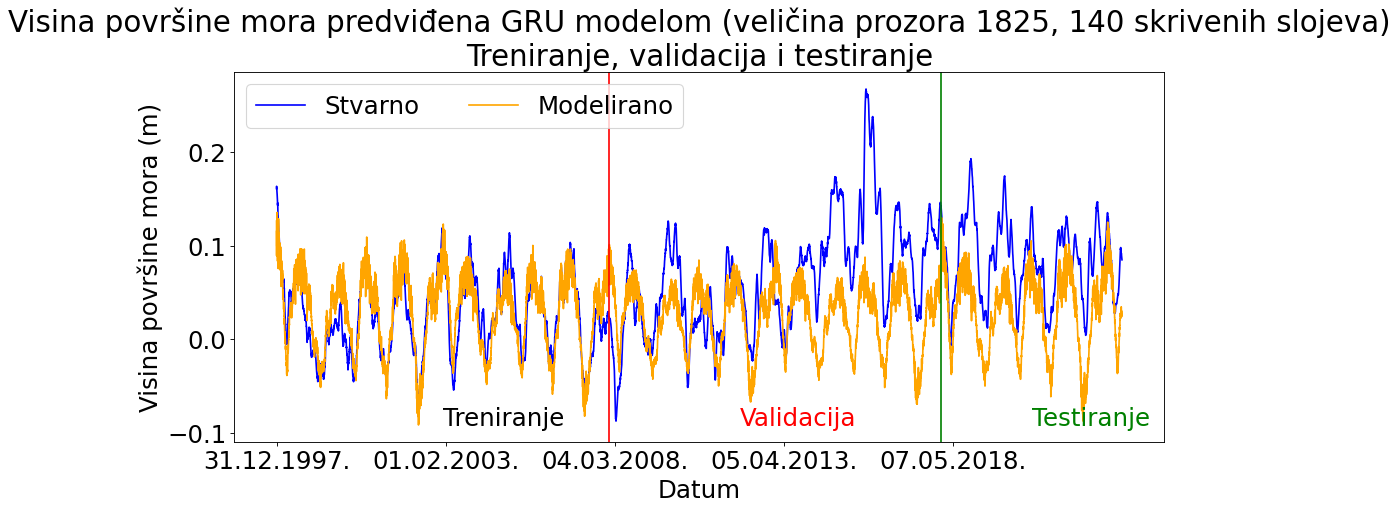 Visina površine mora predviđena GRU modelom (veličina prozora 1825, 140 skrivenih slojeva)
Treniranje, validacija i testiranje
Stvarno
Modelirano
Visina površine mora (m)
0.2
0.1
0.0
−0.1
Treniranje
Validacija
Testiranje
31.12.1997.
01.02.2003.
04.03.2008.
05.04.2013.
07.05.2018.
Datum